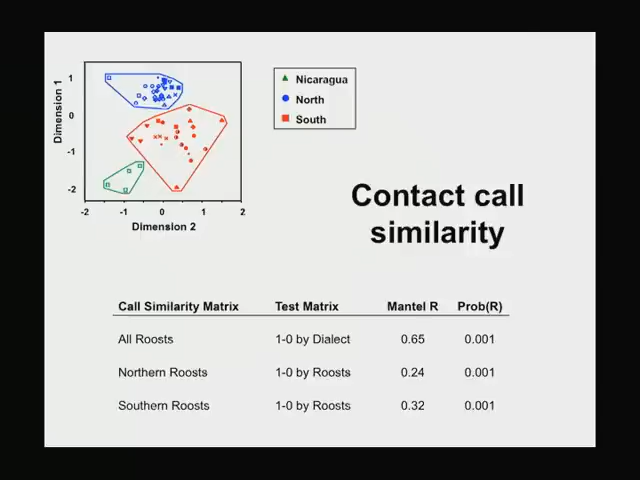 Dimension 1
1
0
-1
-2
-2 -1 0 1 2
Dimension 2
Nicaragua
North
South
Contact call
similarity
Call Similarity Matrix Test Matrix Mantel R Prob(R)
All Roosts 1-0 by Dialect 0.65 0.001
Northern Roosts 1-0 by Roosts 0.24 0.001
Southern Roosts 1-0 by Roosts 0.32 0.001